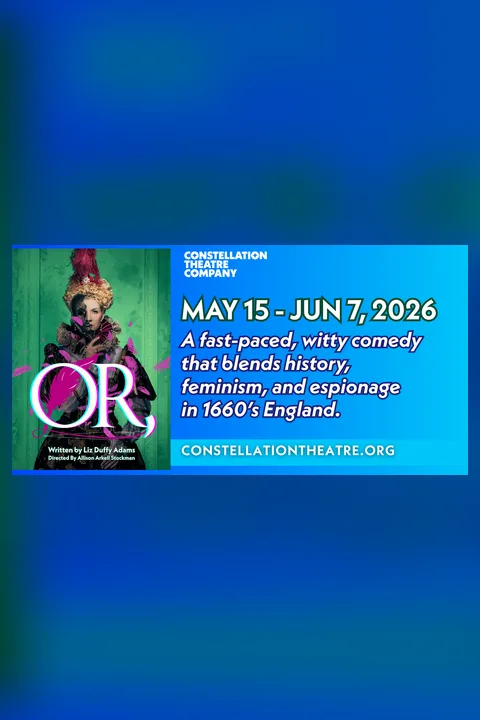 CONSTELLATION
THEATRE
COMPANY
MAY 15 - JUN 7, 2026
A fast-paced, witty comedy
that blends history,
feminism, and espionage
in 1660's England.
CONSTELLATIONTHEATRE.ORG
OR,
Written by Liz Duffy Adams
Directed By Allison Arkell Stockman